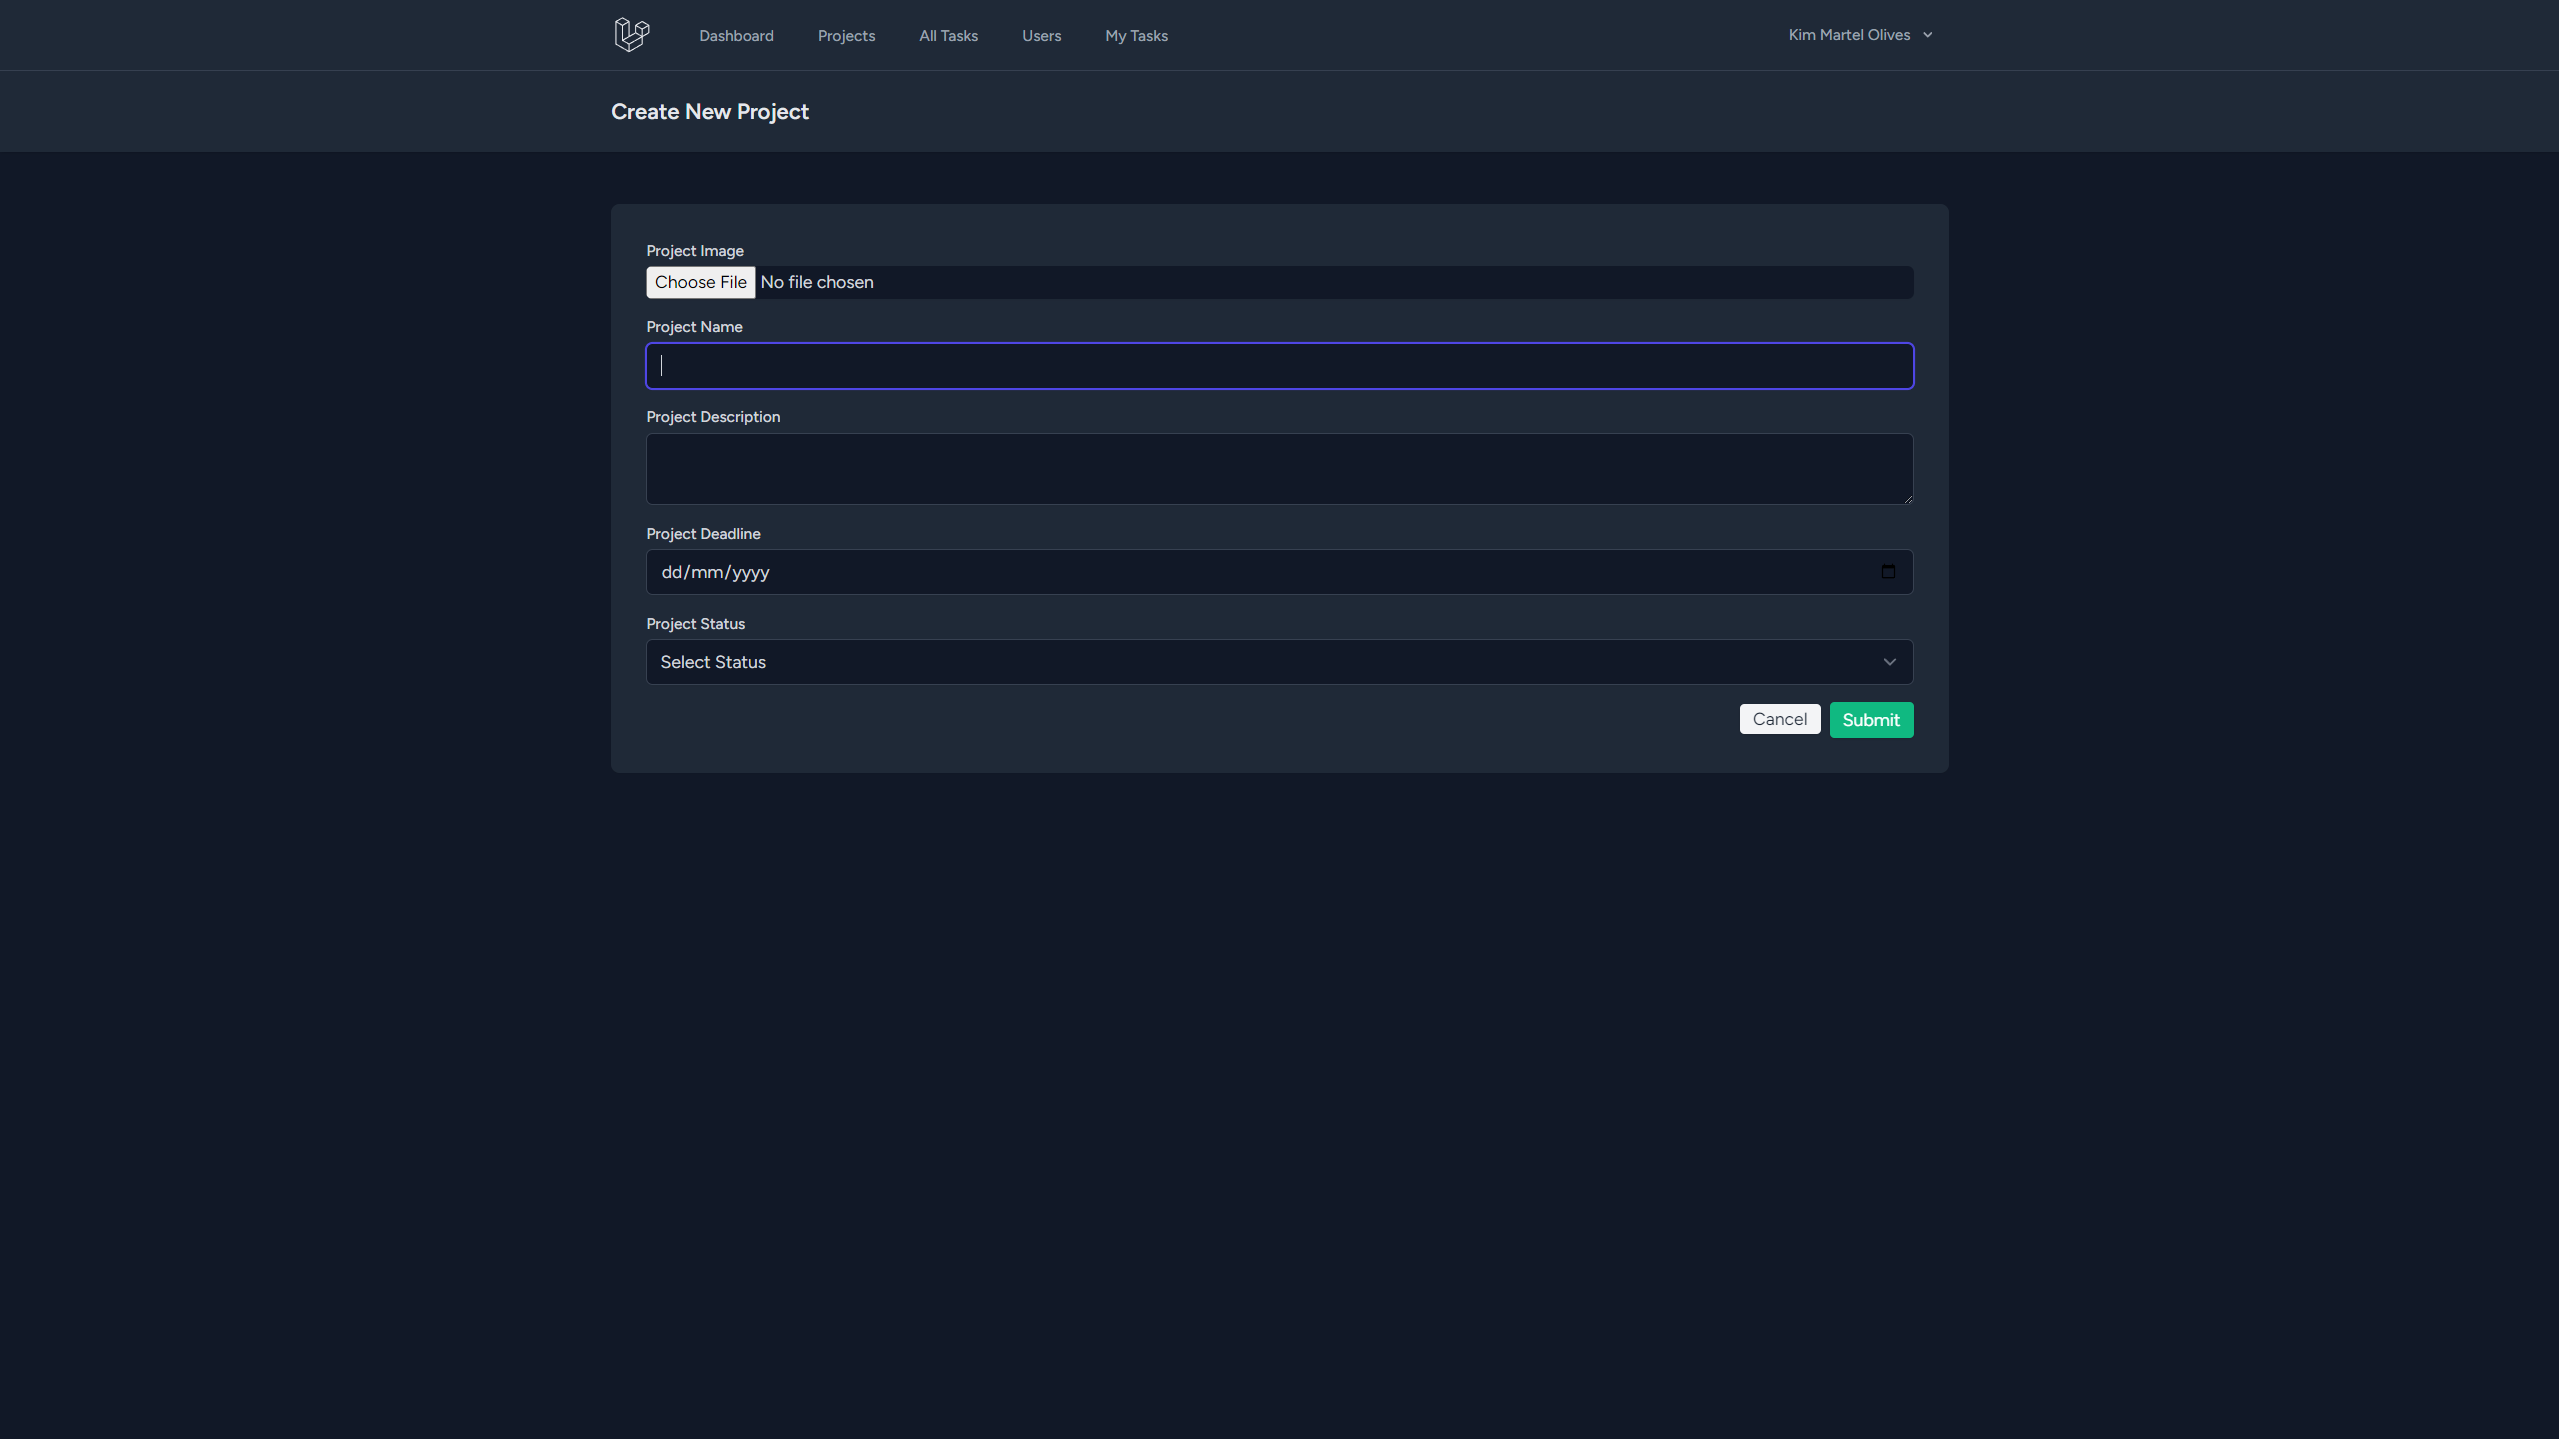 Dashboard Projects All Tasks Users My Tasks Kim Martel Olives
Create New Project
Project Image
Choose File No file chosen
Project Name
Project Description
Project Deadline
dd/mm/yyyy
Project Status
Select Status
Cancel Submit